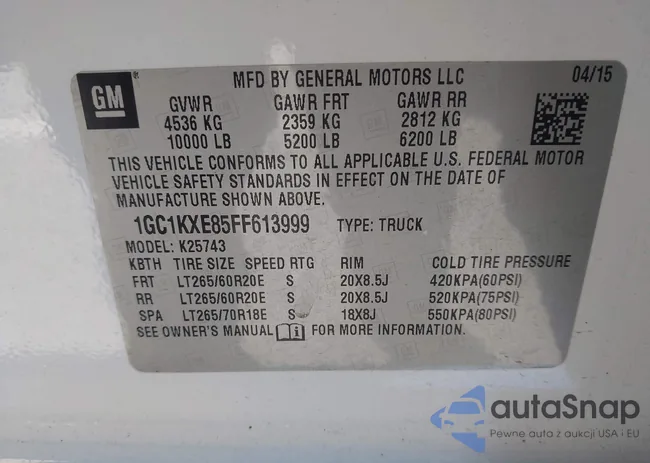 GM
MFD BY GENERAL MOTORS LLC 04/15
GVWR GAWR FRT GAWR RR
4536 KG 2359 KG 2812 KG
10000 LB 5200 LB 6200 LB
THIS VEHICLE CONFORMS TO ALL APPLICABLE U.S. FEDERAL MOTOR
VEHICLE SAFETY STANDARDS IN EFFECT ON THE DATE OF
MANUFACTURE SHOWN ABOVE.
1GC1KXE85FF613999 TYPE: TRUCK
MODEL: K25743
KBTH TIRE SIZE SPEED RTG RIM COLD TIRE PRESSURE
FRT LT265/60R20E S 20X8.5J 420KPA(60PSI)
RR LT265/60R20E S 20X8.5J 520KPA(75PSI)
SPA LT265/70R18E S 18X8J 550KPA(80PSI)
SEE OWNER'S MANUAL FOR MORE INFORMATION.
autoSnap
Pewne auta z aukcji USA i EU